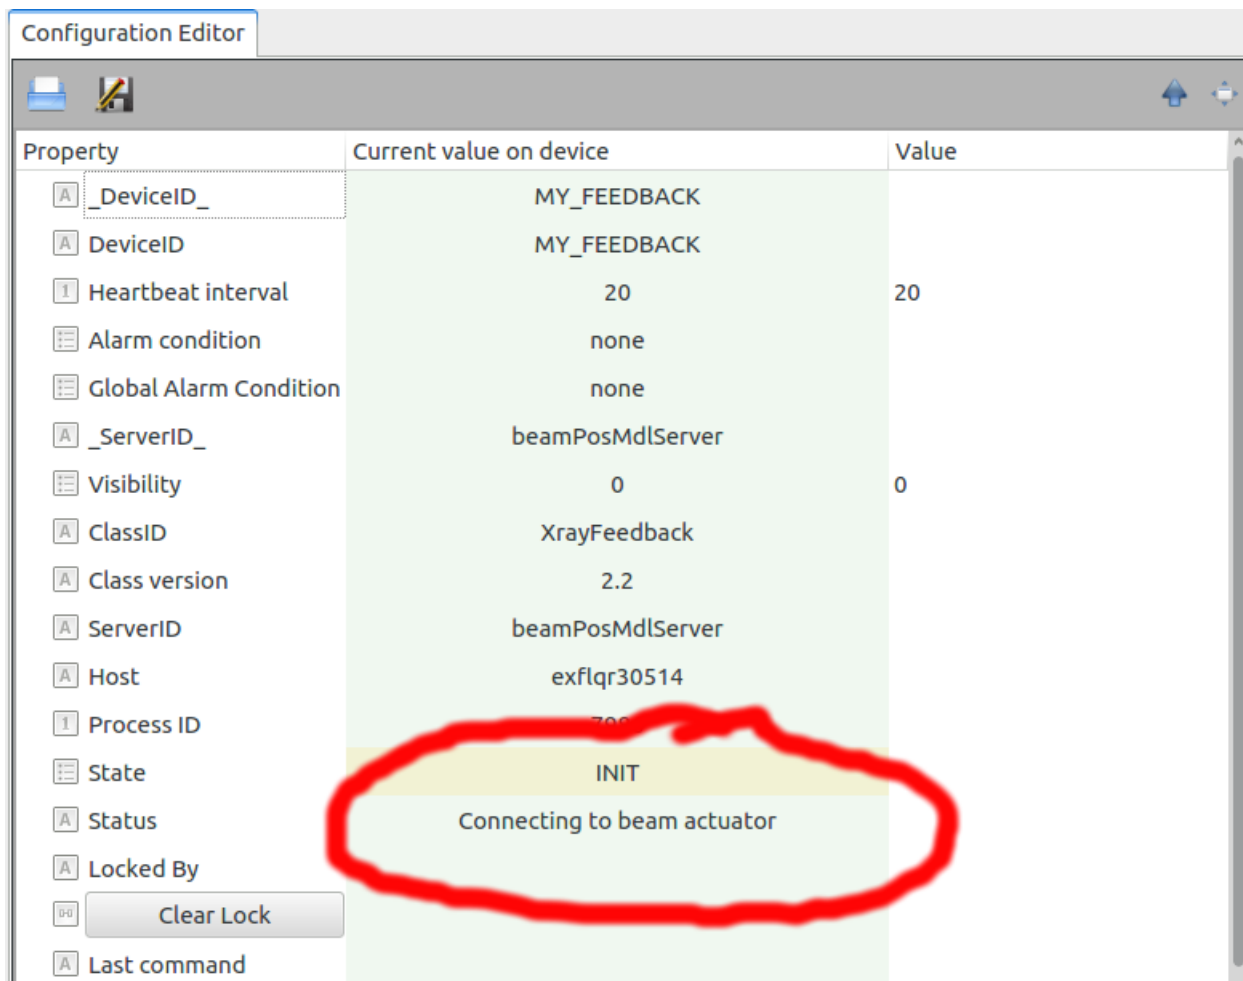 Configuration Editor
Property Current value on device Value
_DeviceID_ MY_FEEDBACK
DeviceID MY_FEEDBACK
Heartbeat interval 20 20
Alarm condition none
Global Alarm Condition none
_ServerID_ beamPosMdlServer
Visibility 0 0
ClassID XrayFeedback
Class version 2.2
ServerID beamPosMdlServer
Host exflqr30514
Process ID
State INIT
Status Connecting to beam actuator
Locked By
Clear Lock
Last command